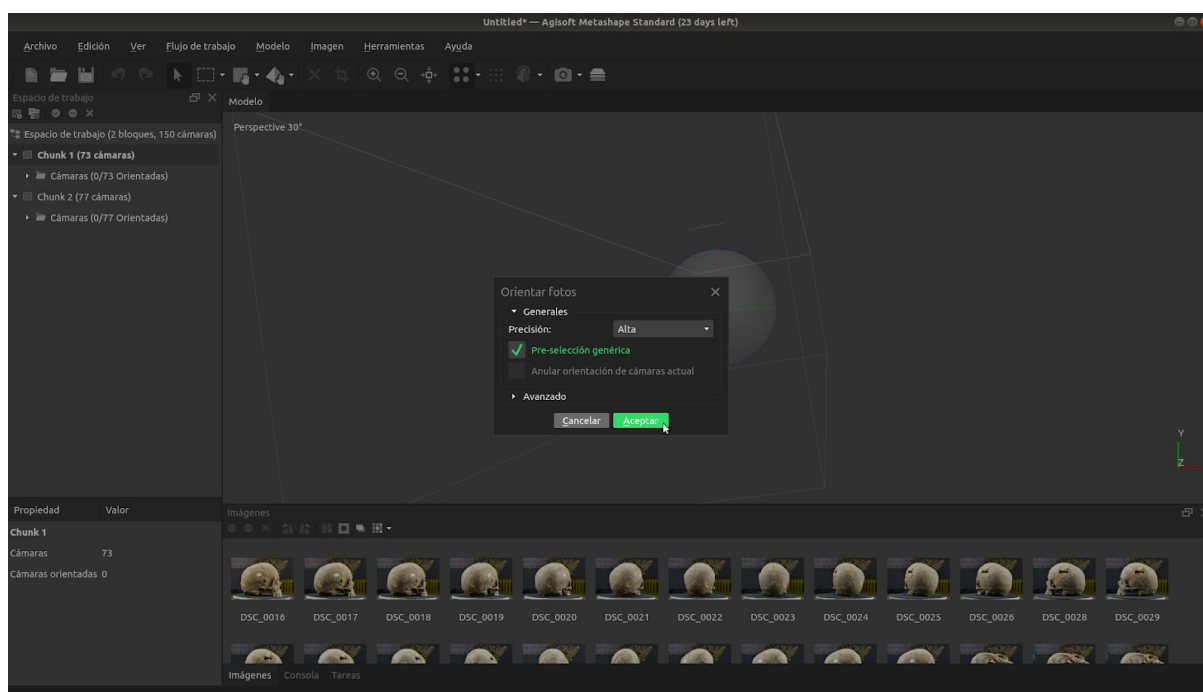 Untitled* — Agisoft Metashape Standard (23 days left)
Archivo Edición Ver Flujo de trabajo Modelo Imagen Herramientas Ayuda
Espacio de trabajo
Modelo
Espacio de trabajo (2 bloques, 150 cámaras)
Chunk 1 (73 cámaras)
Cámaras (0/73 Orientadas)
Chunk 2 (77 cámaras)
Cámaras (0/77 Orientadas)
Perspective 30°
Orientar fotos
Generales
Precisión: Alta
Pre-selección genérica
Anular orientación de cámaras actual
Avanzado
Cancelar Aceptar
Y
Z
Propiedad Valor
Chunk 1
Cámaras 73
Cámaras orientadas 0
Imágenes
DSC_0016 DSC_0017 DSC_0018 DSC_0019 DSC_0020 DSC_0021 DSC_0022 DSC_0023 DSC_0024 DSC_0025 DSC_0026 DSC_0028 DSC_0029
Imágenes Consola Tareas